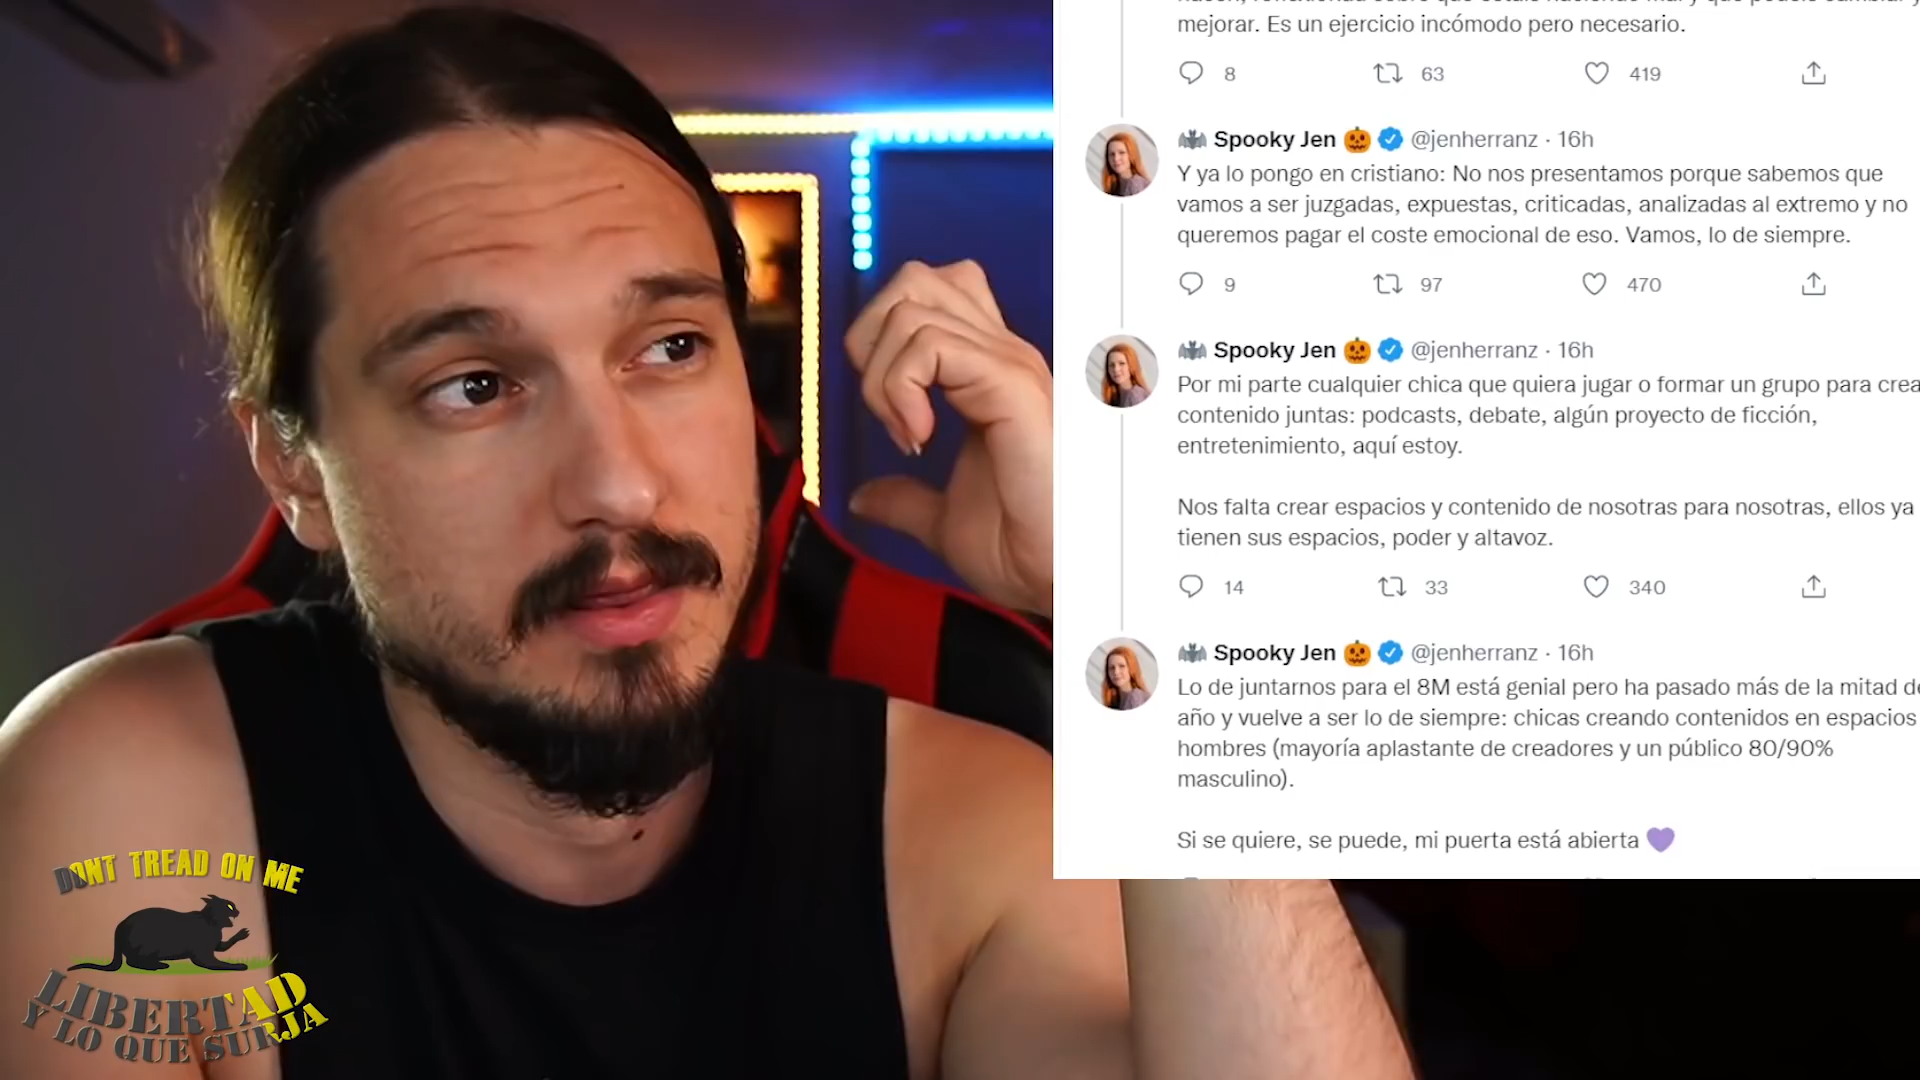 mejorar. Es un ejercicio incómodo pero necesario.
8 63 419
Spooky Jen @jenherranz · 16h
Y ya lo pongo en cristiano: No nos presentamos porque sabemos que
vamos a ser juzgadas, expuestas, criticadas, analizadas al extremo y no
queremos pagar el coste emocional de eso. Vamos, lo de siempre.
9 97 470
Spooky Jen @jenherranz · 16h
Por mi parte cualquier chica que quiera jugar o formar un grupo para crea
contenido juntas: podcasts, debate, algún proyecto de ficción,
entretenimiento, aquí estoy.
Nos falta crear espacios y contenido de nosotras para nosotras, ellos ya
tienen sus espacios, poder y altavoz.
14 33 340
Spooky Jen @jenherranz · 16h
Lo de juntarnos para el 8M está genial pero ha pasado más de la mitad de
año y vuelve a ser lo de siempre: chicas creando contenidos en espacios
hombres (mayoría aplastante de creadores y un público 80/90%
masculino).
Si se quiere, se puede, mi puerta está abierta
DONT TREAD ON ME
LIBERTAD
Y LO QUE SURJA